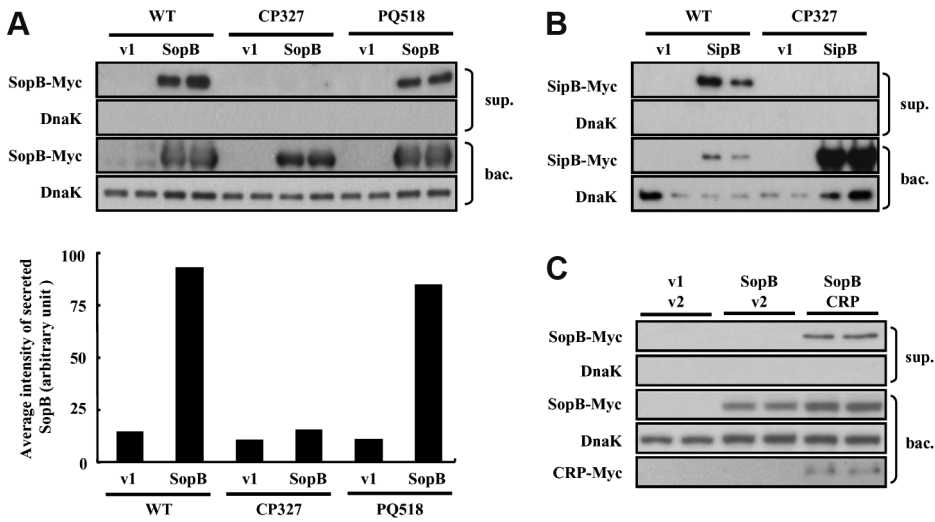 A
WT CP327 PQ518
v1 SopB v1 SopB v1 SopB
SopB-Myc
DnaK
sup.
SopB-Myc
DnaK
bac.
Average intensity of secreted
SopB (arbitrary unit )
100
75
50
25
0
v1 SopB v1 SopB v1 SopB
WT CP327 PQ518
B
WT CP327
v1 SipB v1 SipB
SipB-Myc
DnaK
sup.
SipB-Myc
DnaK
bac.
C
v1 SopB SopB
v2 v2 CRP
SopB-Myc
DnaK
sup.
SopB-Myc
DnaK
CRP-Myc
bac.